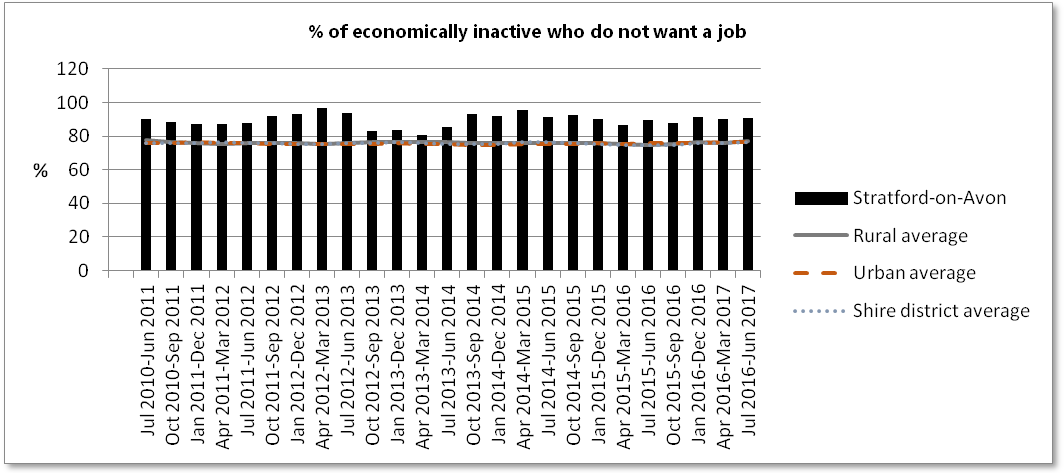 % of economically inactive who do not want a job
120
100
80
60
40
20
0
%
Jul 2010-Jun 2011
Oct 2010-Sep 2011
Jan 2011-Dec 2011
Apr 2011-Mar 2012
Jul 2011-Jun 2012
Oct 2011-Sep 2012
Jan 2012-Dec 2012
Apr 2012-Mar 2013
Jul 2012-Jun 2013
Oct 2012-Sep 2013
Jan 2013-Dec 2013
Apr 2013-Mar 2014
Jul 2013-Jun 2014
Oct 2013-Sep 2014
Jan 2014-Dec 2014
Apr 2014-Mar 2015
Jul 2014-Jun 2015
Oct 2014-Sep 2015
Jan 2015-Dec 2015
Apr 2015-Mar 2016
Jul 2015-Jun 2016
Oct 2015-Sep 2016
Jan 2016-Dec 2016
Apr 2016-Mar 2017
Jul 2016-Jun 2017
Stratford-on-Avon
Rural average
Urban average
Shire district average